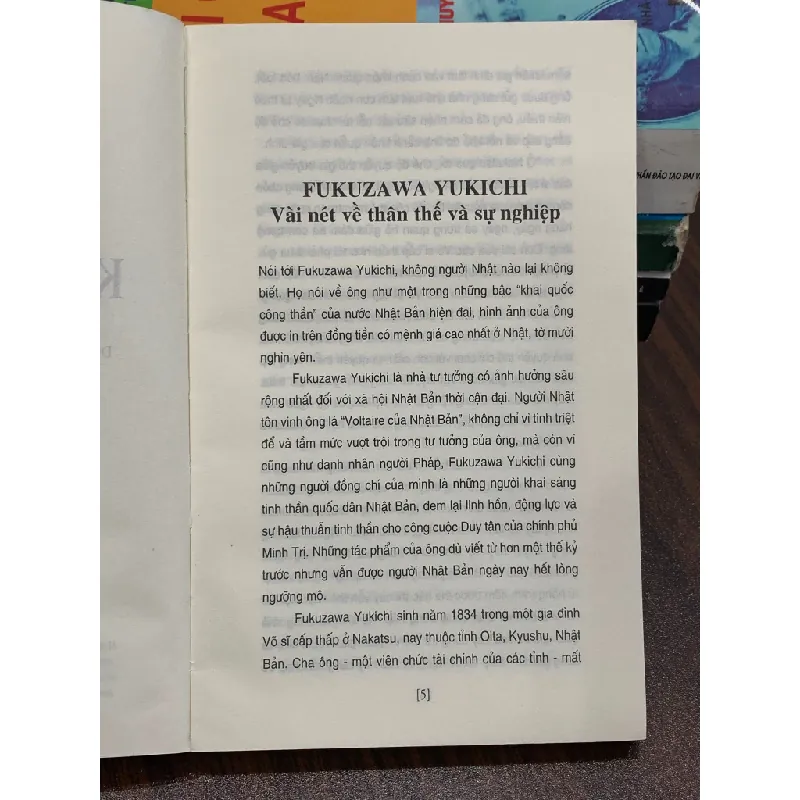 FUKUZAWA YUKICHI
Vài nét về thân thế và sự nghiệp
Nói tới Fukuzawa Yukichi, không người Nhật nào lại không
biết. Họ nói về ông như một trong những bậc "khai quốc
công thần" của nước Nhật Bản hiện đại, hình ảnh của ông
được in trên đồng tiền có mệnh giá cao nhất ở Nhật, tờ mười
nghìn yên.
Fukuzawa Yukichi là nhà tư tưởng có ảnh hưởng sâu
rộng nhất đối với xã hội Nhật Bản thời cận đại. Người Nhật
tôn vinh ông là "Voltaire của Nhật Bản", không chỉ vì tính triệt
để và tầm mức vượt trội trong tư tưởng của ông, mà còn vì
cũng như danh nhân người Pháp, Fukuzawa Yukichi cùng
những người đồng chí của mình là những người khai sáng
tinh thần quốc dân Nhật Bản, đem lại linh hồn, động lực và
sự hậu thuẫn tinh thần cho công cuộc Duy tân của chính phủ
Minh Trị. Những tác phẩm của ông dù viết từ hơn một thế kỷ
trước nhưng vẫn được người Nhật Bản ngày nay hết lòng
ngưỡng mộ.
Fukuzawa Yukichi sinh năm 1834 trong một gia đình
Võ sĩ cấp thấp ở Nakatsu, nay thuộc tỉnh Oita, Kyushu, Nhật
Bản. Cha ông - một viên chức tài chính của các tỉnh - mất
[5]